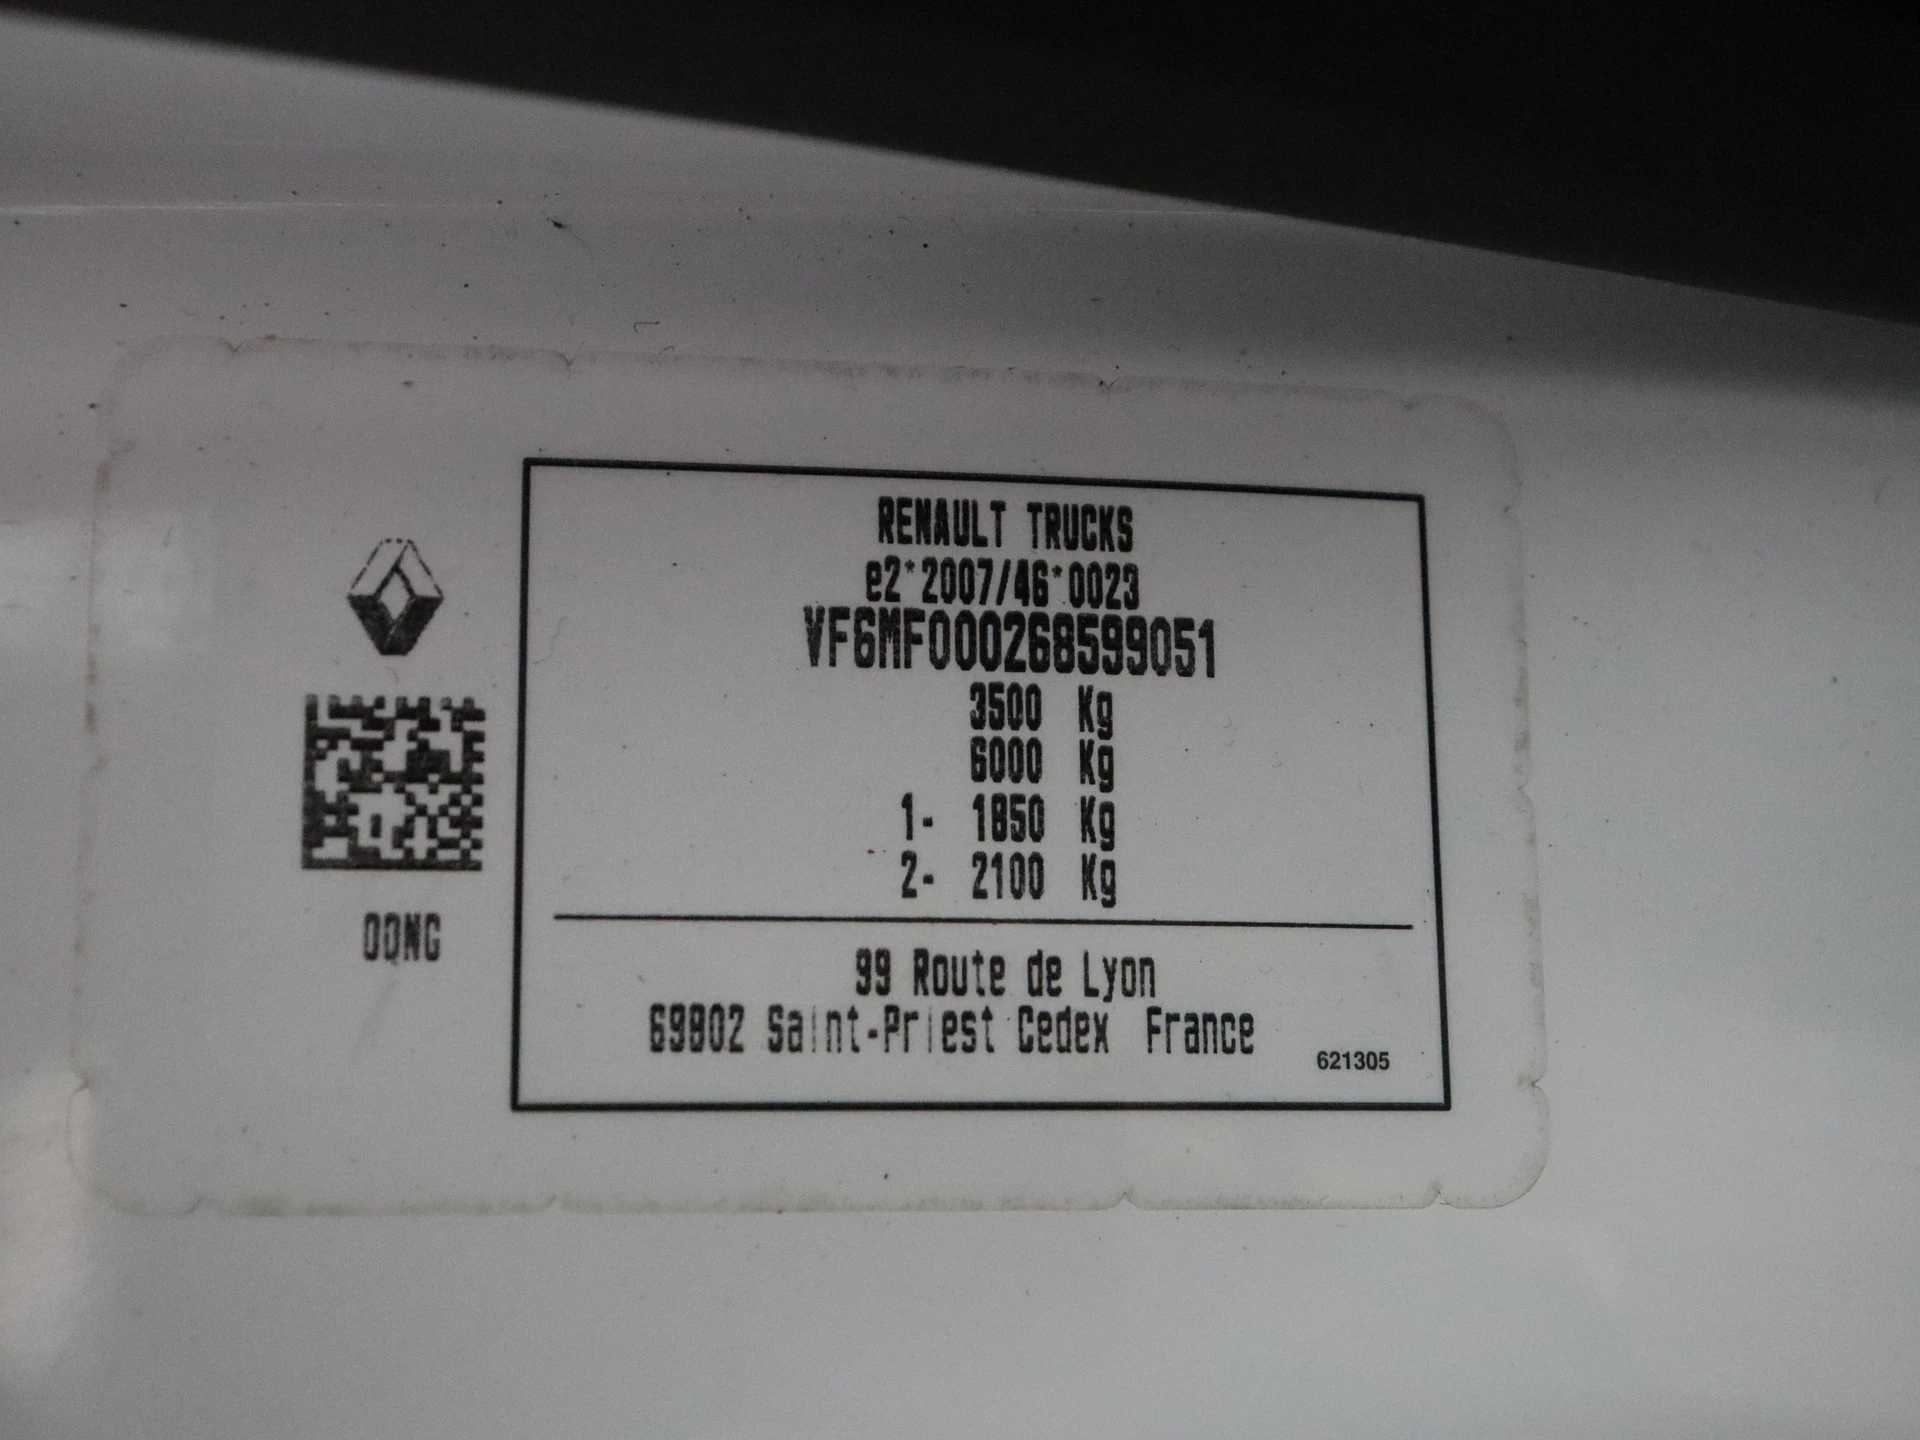 RENAULT TRUCKS
e2*2007/46*0023
VF6MF000268599051
3500 Kg
6000 Kg
1- 1850 Kg
2- 2100 Kg
99 Route de Lyon
69802 Saint-Priest Cedex France
621305